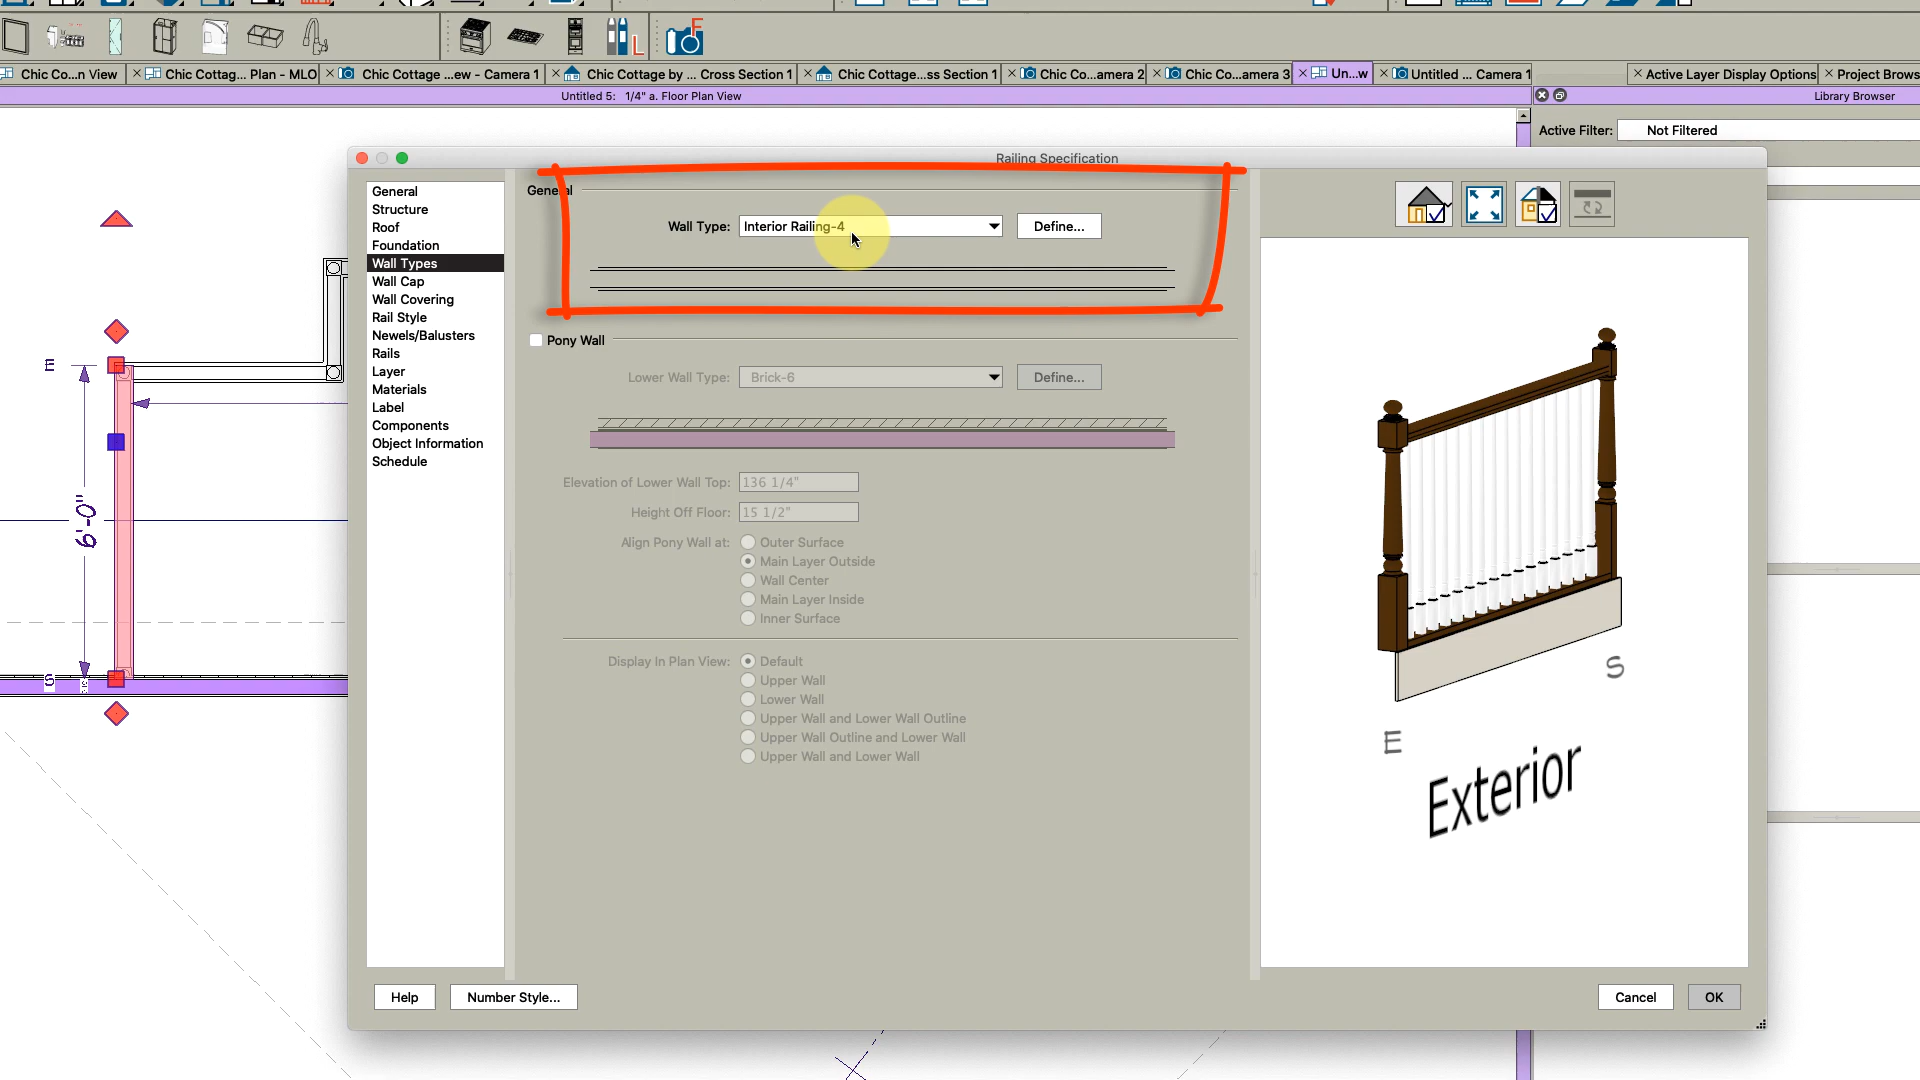 Chic Co...n View
Chic Cottag... Plan - MLO
Chic Cottage ...ew - Camera 1
Chic Cottage by ... Cross Section 1
Chic Cottage...ss Section 1
Chic Co...amera 2
Chic Co...amera 3
Un...w
Untitled ... Camera 1
Active Layer Display Options
Project Brows
Untitled 5: 1/4" a. Floor Plan View
Library Browser
Active Filter: Not Filtered
Railing Specification
General
Structure
Roof
Foundation
Wall Types
Wall Cap
Wall Covering
Rail Style
Newels/Balusters
Rails
Layer
Materials
Label
Components
Object Information
Schedule
General
Wall Type: Interior Railing-4 Define...
Pony Wall
Lower Wall Type: Brick-6 Define...
Elevation of Lower Wall Top: 136 1/4"
Height Off Floor: 15 1/2"
Align Pony Wall at: Outer Surface
Main Layer Outside
Wall Center
Main Layer Inside
Inner Surface
Display In Plan View: Default
Upper Wall
Lower Wall
Upper Wall and Lower Wall Outline
Upper Wall Outline and Lower Wall
Upper Wall and Lower Wall
S
E
Exterior
E
6'-0"
S
L
F
Help
Number Style...
Cancel
OK